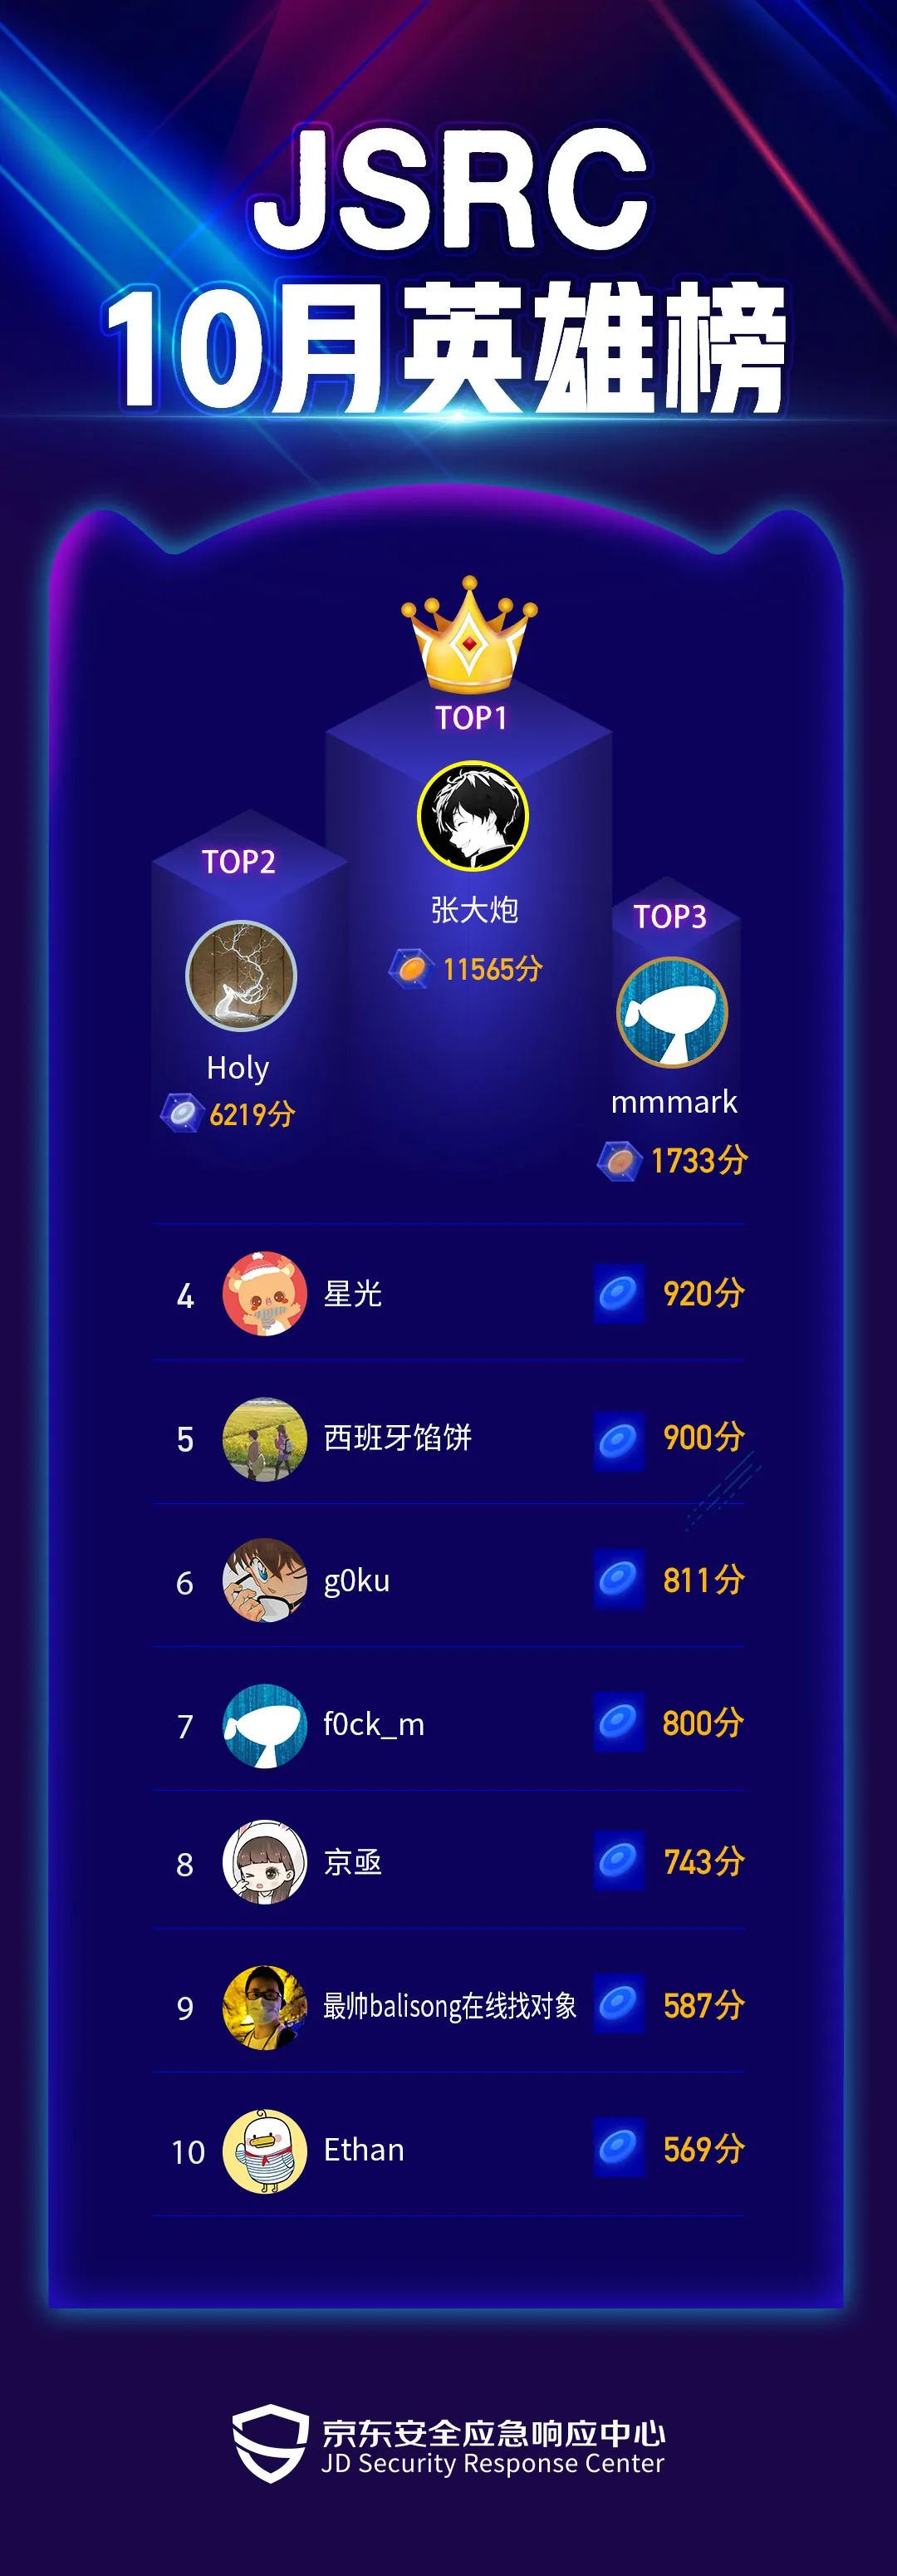 JSRC
10月英雄榜
TOP1
张大炮
11565分
TOP2
Holy
6219分
TOP3
mmmark
1733分
4 星光 920分
5 西班牙馅饼 900分
6 g0ku 811分
7 f0ck_m 800分
8 京亟 743分
9 最帅balisong在线找对象 587分
10 Ethan 569分
京东安全应急响应中心
JD Security Response Center